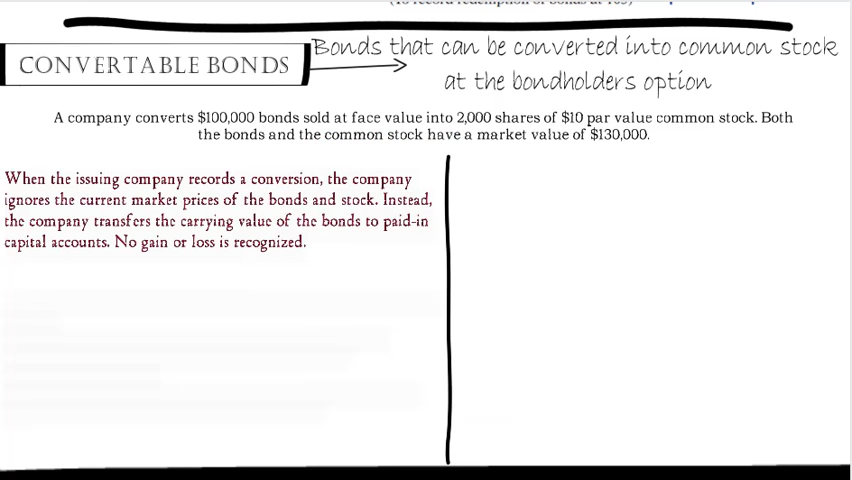 Bonds that can be converted into common stock
CONVERTABLE BONDS
at the bondholders option
A company converts $100,000 bonds sold at face value into 2,000 shares of $10 par value common stock. Both
the bonds and the common stock have a market value of $130,000.
When the issuing company records a conversion, the company
ignores the current market prices of the bonds and stock. Instead,
the company transfers the carrying value of the bonds to paid-in
capital accounts. No gain or loss is recognized.